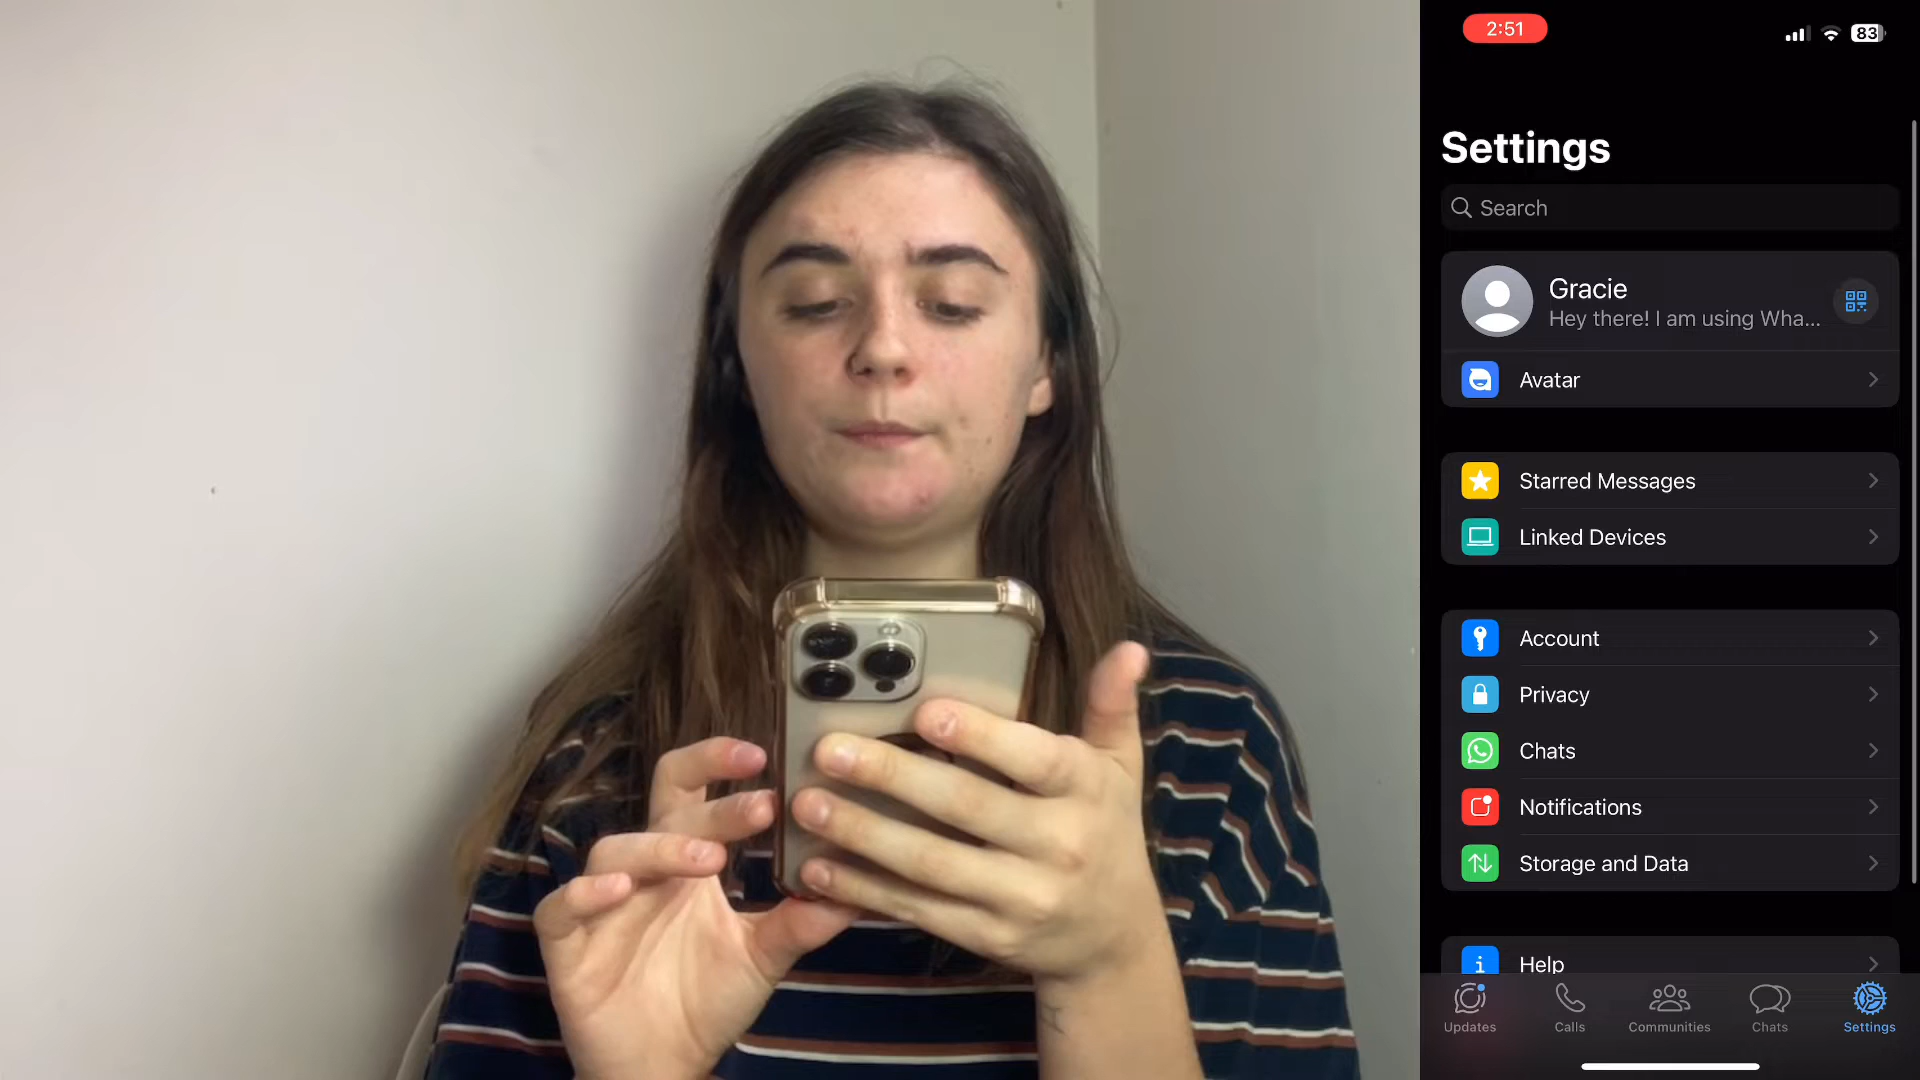 2:51
83
Settings
Search
Gracie
Hey there! I am using Wha...
Avatar
Starred Messages
Linked Devices
Account
Privacy
Chats
Notifications
Storage and Data
Help
Updates
Calls
Communities
Chats
Settings